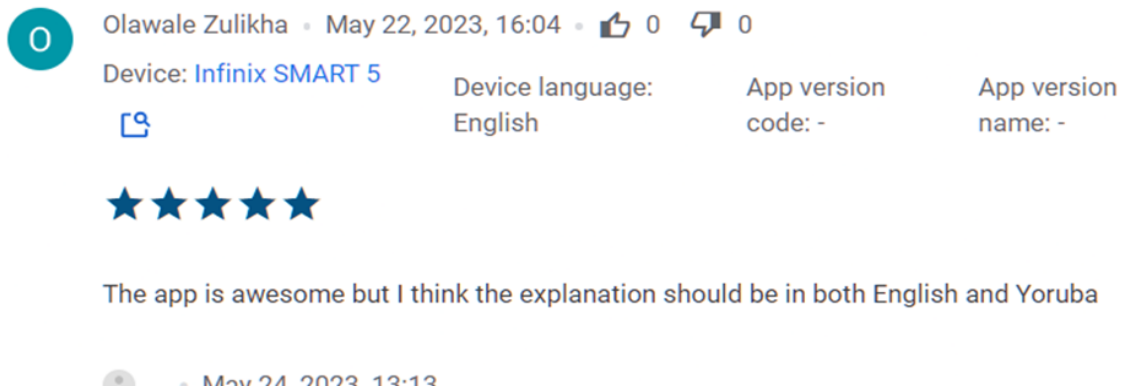 O
Olawale Zulikha • May 22, 2023, 16:04 • 0 0
Device: Infinix SMART 5
Device language: English
App version code: -
App version name: -
The app is awesome but I think the explanation should be in both English and Yoruba
• May 24, 2023, 13:13